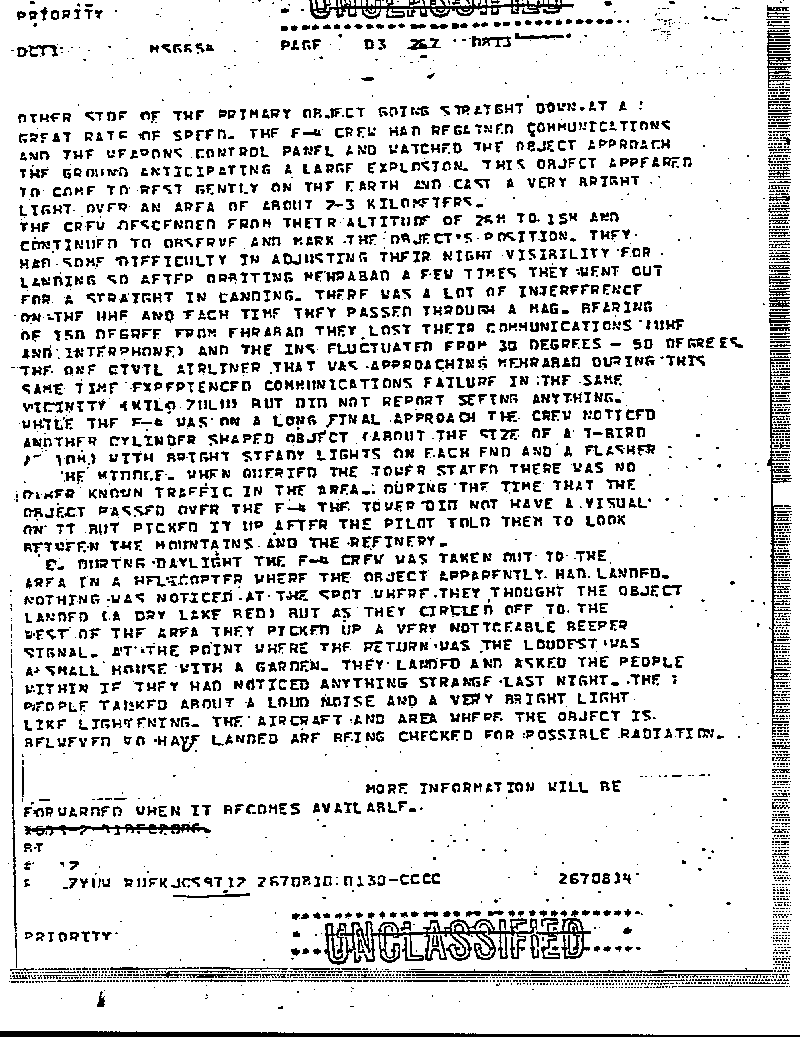 UNCLASSIFIED
PRIORITY
DCTI MSG654 PAGE 03 267
OTHER SIDE OF THE PRIMARY OBJECT GOING STRAIGHT DOWN AT A
GREAT RATE OF SPEED. THE F-4 CREW HAD REGAINED COMMUNICATIONS
AND THE WEAPONS CONTROL PANEL AND WATCHED THE OBJECT APPROACH
THE GROUND ANTICIPATING A LARGE EXPLOSION. THIS OBJECT APPEARED
TO COME TO REST GENTLY ON THE EARTH AND CAST A VERY BRIGHT
LIGHT OVER AN AREA OF ABOUT 2-3 KILOMETERS.
THE CREW DESCENDED FROM THEIR ALTITUDE OF 26M TO 15M AND
CONTINUED TO OBSERVE AND MARK THE OBJECT'S POSITION. THEY
HAD SOME DIFFICULTY IN ADJUSTING THEIR NIGHT VISIBILITY FOR
LANDING SO AFTER ORBITING MEHRABAD A FEW TIMES THEY WENT OUT
FOR A STRAIGHT IN LANDING. THERE WAS A LOT OF INTERFERENCE
ON THE UHF AND EACH TIME THEY PASSED THROUGH A MAG. BEARING
OF 150 DEGREE FROM EHRABAD THEY LOST THEIR COMMUNICATIONS (UHF
AND INTERPHONE) AND THE INS FLUCTUATED FROM 30 DEGREES - 50 DEGREES.
THE ONE CIVIL AIRLINER THAT WAS APPROACHING MEHRABAD DURING THIS
SAME TIME EXPERIENCED COMMUNICATIONS FAILURE IN THE SAME
VICINITY (KILO ZULU) BUT DID NOT REPORT SEEING ANYTHING.
WHILE THE F-4 WAS ON A LONG FINAL APPROACH THE CREW NOTICED
ANOTHER CYLINDER SHAPED OBJECT (ABOUT THE SIZE OF A T-BIRD
AT 10M) WITH BRIGHT STEADY LIGHTS ON EACH END AND A FLASHER
THE MIDDLE. WHEN QUERIED THE TOWER STATED THERE WAS NO
OTHER KNOWN TRAFFIC IN THE AREA. DURING THE TIME THAT THE
OBJECT PASSED OVER THE F-4 THE TOWER DID NOT HAVE A VISUAL
ON IT BUT PICKED IT UP AFTER THE PILOT TOLD THEM TO LOOK
BETWEEN THE MOUNTAINS AND THE REFINERY.
E. DURING DAYLIGHT THE F-4 CREW WAS TAKEN OUT TO THE
AREA IN A HELICOPTER WHERE THE OBJECT APPARENTLY HAD LANDED.
NOTHING WAS NOTICED AT THE SPOT WHERE THEY THOUGHT THE OBJECT
LANDED (A DRY LAKE BED) BUT AS THEY CIRCLED OFF TO THE
WEST OF THE AREA THEY PICKED UP A VERY NOTICEABLE BEEPER
SIGNAL. AT THE POINT WHERE THE RETURN WAS THE LOUDEST WAS
A SMALL HOUSE WITH A GARDEN. THEY LANDED AND ASKED THE PEOPLE
WITHIN IF THEY HAD NOTICED ANYTHING STRANGE LAST NIGHT. THE
PEOPLE TALKED ABOUT A LOUD NOISE AND A VERY BRIGHT LIGHT
LIKE LIGHTENING. THE AIRCRAFT AND AREA WHERE THE OBJECT IS
BELIEVED TO HAVE LANDED ARE BEING CHECKED FOR POSSIBLE RADIATION.
MORE INFORMATION WILL BE
FORWARDED WHEN IT BECOMES AVAILABLE.
BT
# 12
RUFKJCS9712 2670810 0130-CCCC 2670814
PRIORITY
UNCLASSIFIED